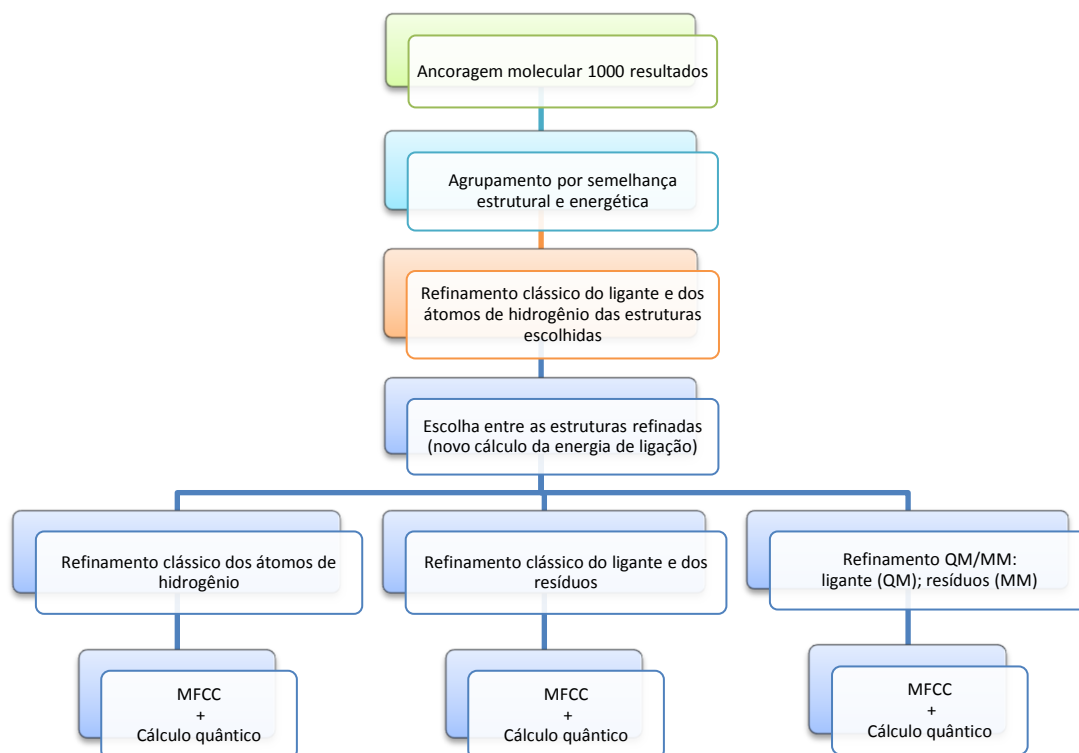 Ancoragem molecular 1000 resultados
Agrupamento por semelhança
estrutural e energética
Refinamento clássico do ligante e dos
átomos de hidrogênio das estruturas
escolhidas
Escolha entre as estruturas refinadas
(novo cálculo da energia de ligação)
Refinamento clássico dos átomos de
hidrogênio
Refinamento clássico do ligante e dos
resíduos
Refinamento QM/MM:
ligante (QM); resíduos (MM)
MFCC
+
Cálculo quântico
MFCC
+
Cálculo quântico
MFCC
+
Cálculo quântico